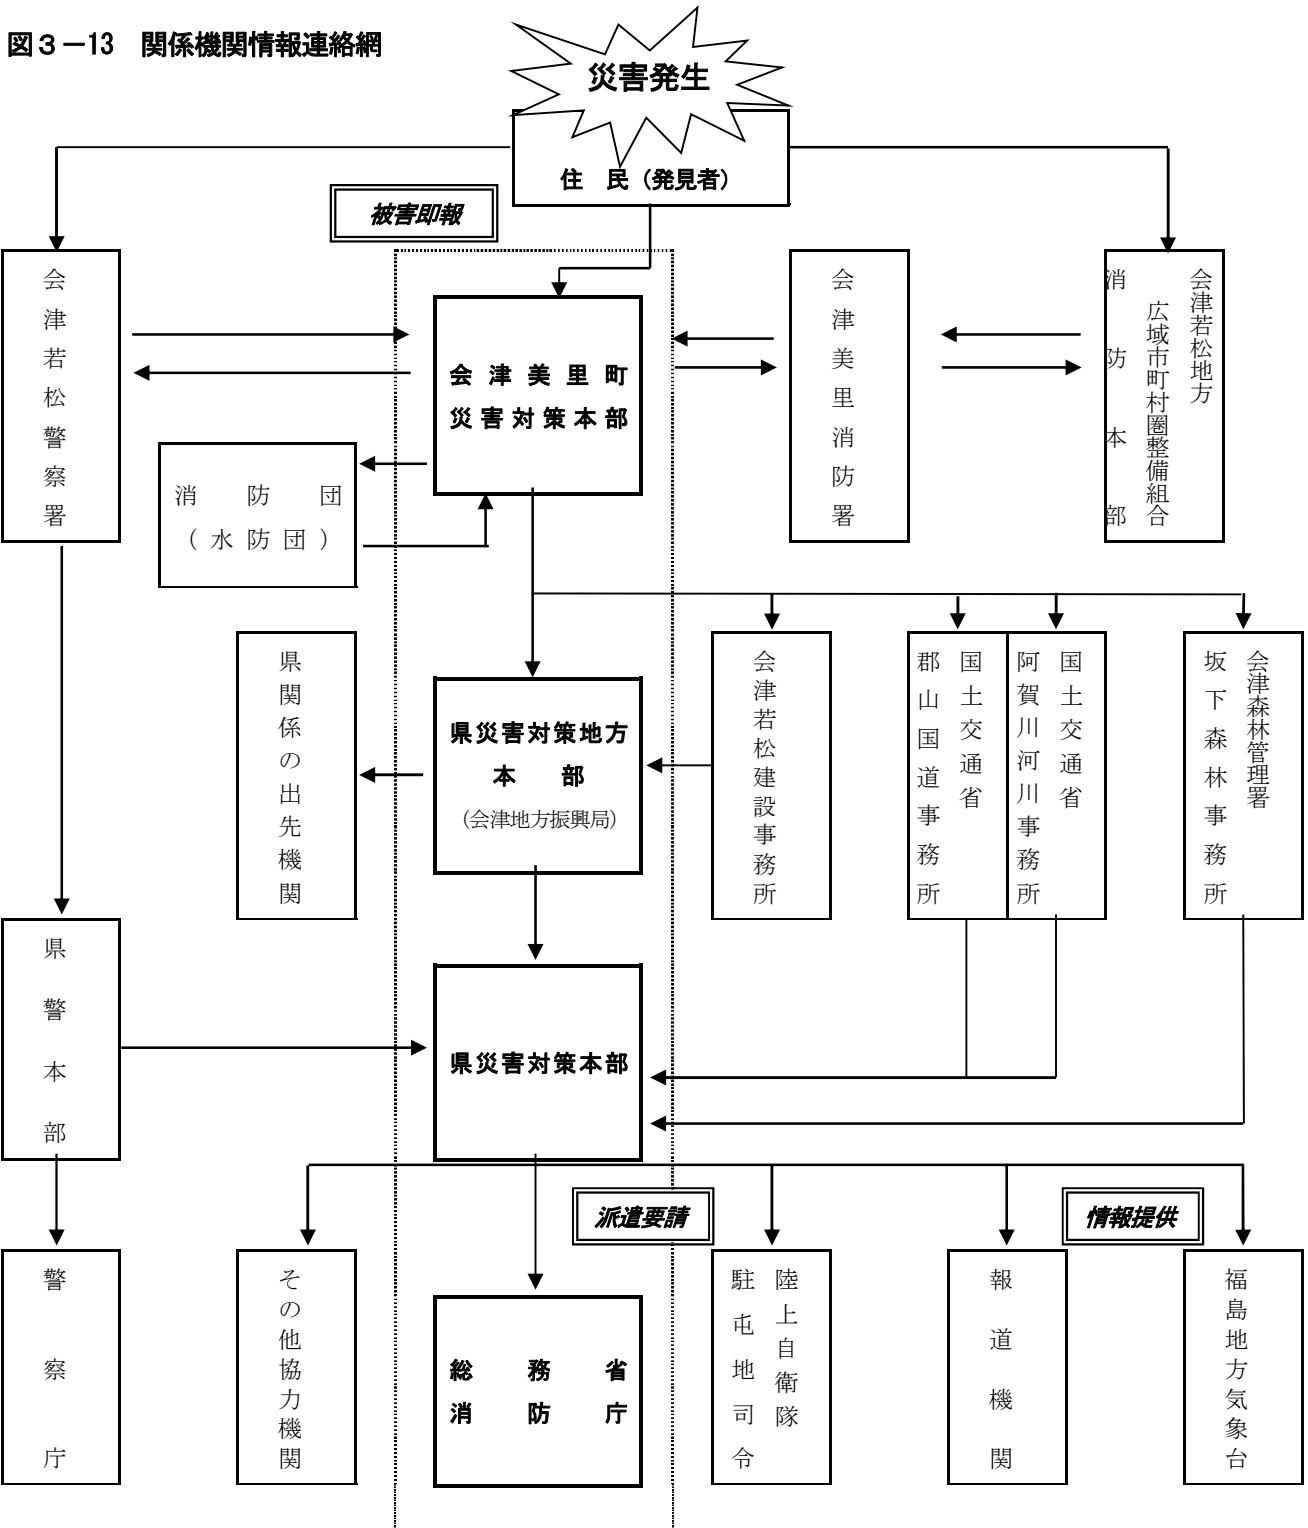 図３－13　関係機関情報連絡網
災害発生
住　民（発見者）
被害即報
会津若松警察署
会津美里町
災害対策本部
会津美里消防署
会津若松地方
広域市町村圏整備組合
消防本部
消　防　団
（水防団）
県関係の出先機関
県災害対策地方
本　部
（会津地方振興局）
会津若松建設事務所
国土交通省
郡山国道事務所
国土交通省
阿賀川河川事務所
会津森林管理署
坂下森林事務所
県警本部
県災害対策本部
派遣要請
情報提供
警察庁
その他協力機関
総務省
消防庁
陸上自衛隊
駐屯地司令
報道機関
福島地方気象台